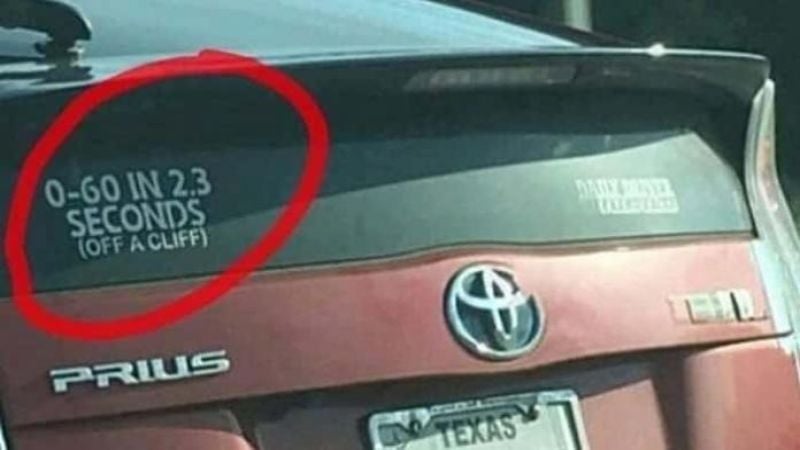 0-60 IN 2.3
SECONDS
(OFF A CLIFF)
PRIUS
TEXAS